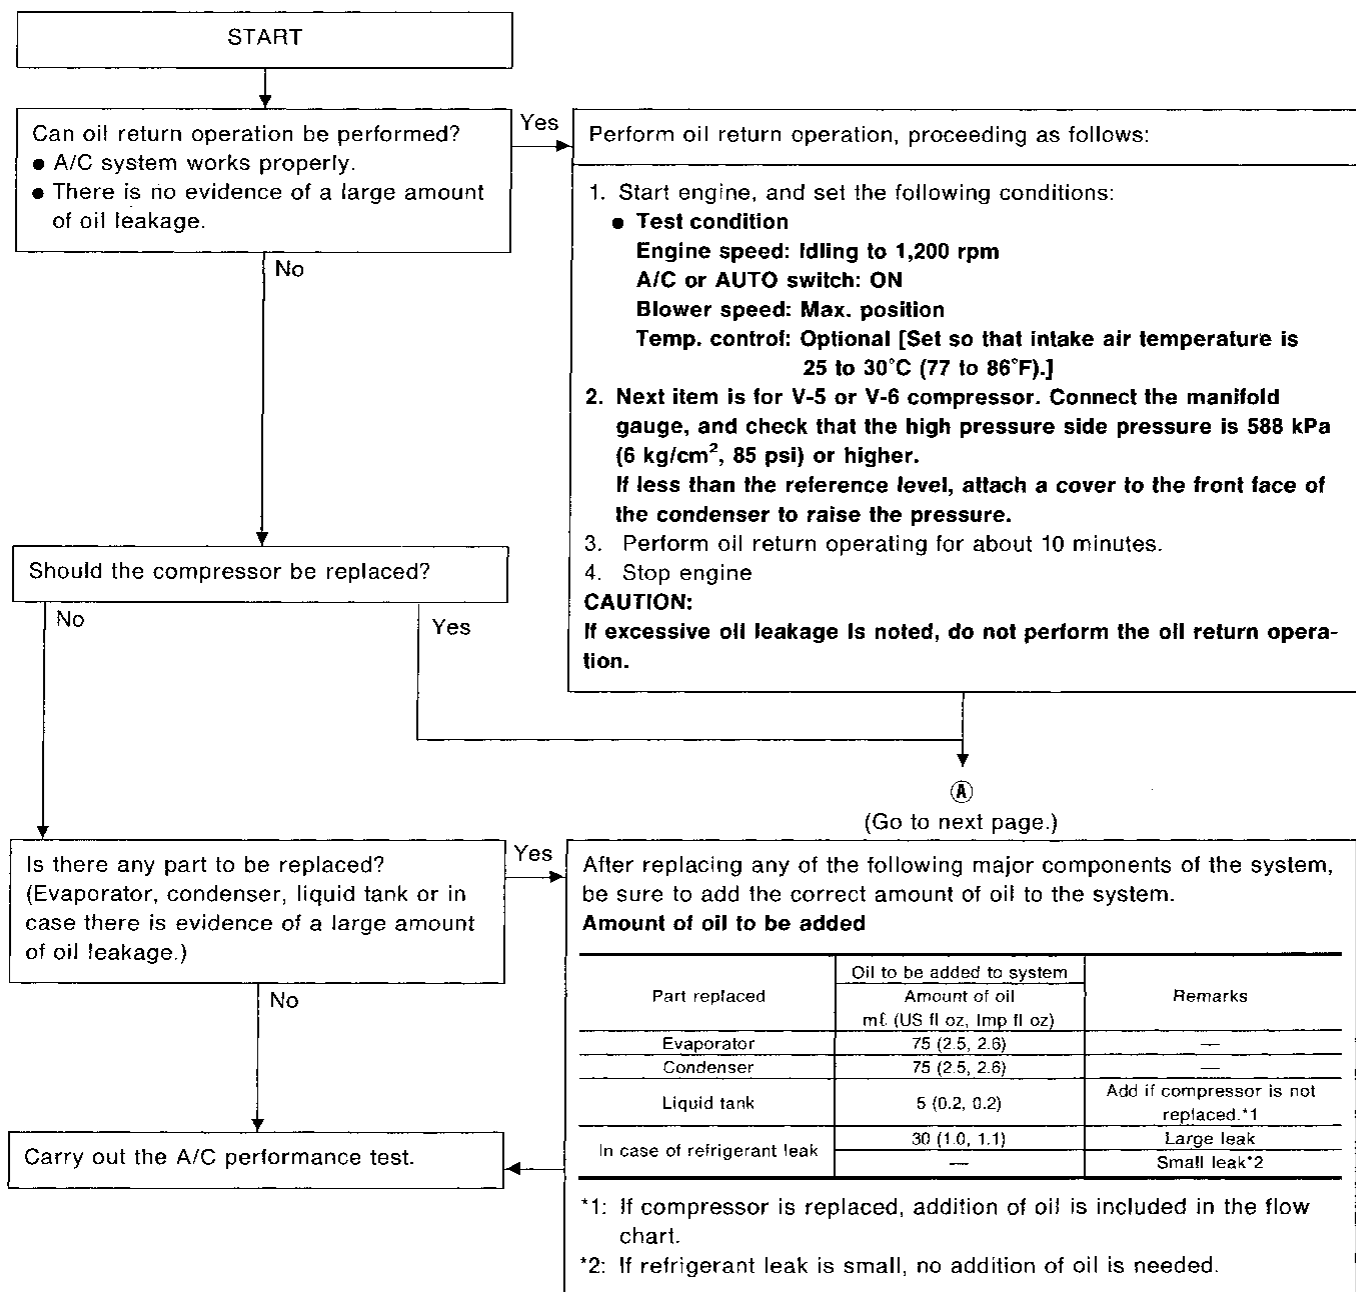 START
Can oil return operation be performed?
● A/C system works properly.
● There is no evidence of a large amount
of oil leakage.
Yes
No
Perform oil return operation, proceeding as follows:
1. Start engine, and set the following conditions:
● Test condition
Engine speed: Idling to 1,200 rpm
A/C or AUTO switch: ON
Blower speed: Max. position
Temp. control: Optional [Set so that intake air temperature is
25 to 30°C (77 to 86°F).]
2. Next item is for V-5 or V-6 compressor. Connect the manifold
gauge, and check that the high pressure side pressure is 588 kPa
(6 kg/cm², 85 psi) or higher.
If less than the reference level, attach a cover to the front face of
the condenser to raise the pressure.
3. Perform oil return operating for about 10 minutes.
4. Stop engine
CAUTION:
If excessive oil leakage is noted, do not perform the oil return opera-
tion.
Should the compressor be replaced?
No
Yes
Ⓐ
(Go to next page.)
Is there any part to be replaced?
(Evaporator, condenser, liquid tank or in
case there is evidence of a large amount
of oil leakage.)
Yes
No
After replacing any of the following major components of the system,
be sure to add the correct amount of oil to the system.
Amount of oil to be added
Part replaced
Oil to be added to system
Amount of oil
mℓ (US fl oz, Imp fl oz)
Remarks
Evaporator 75 (2.5, 2.6) —
Condenser 75 (2.5, 2.6) —
Liquid tank 5 (0.2, 0.2) Add if compressor is not
replaced.*1
In case of refrigerant leak
30 (1.0, 1.1) Large leak
— Small leak*2
*1: If compressor is replaced, addition of oil is included in the flow
chart.
*2: If refrigerant leak is small, no addition of oil is needed.
Carry out the A/C performance test.